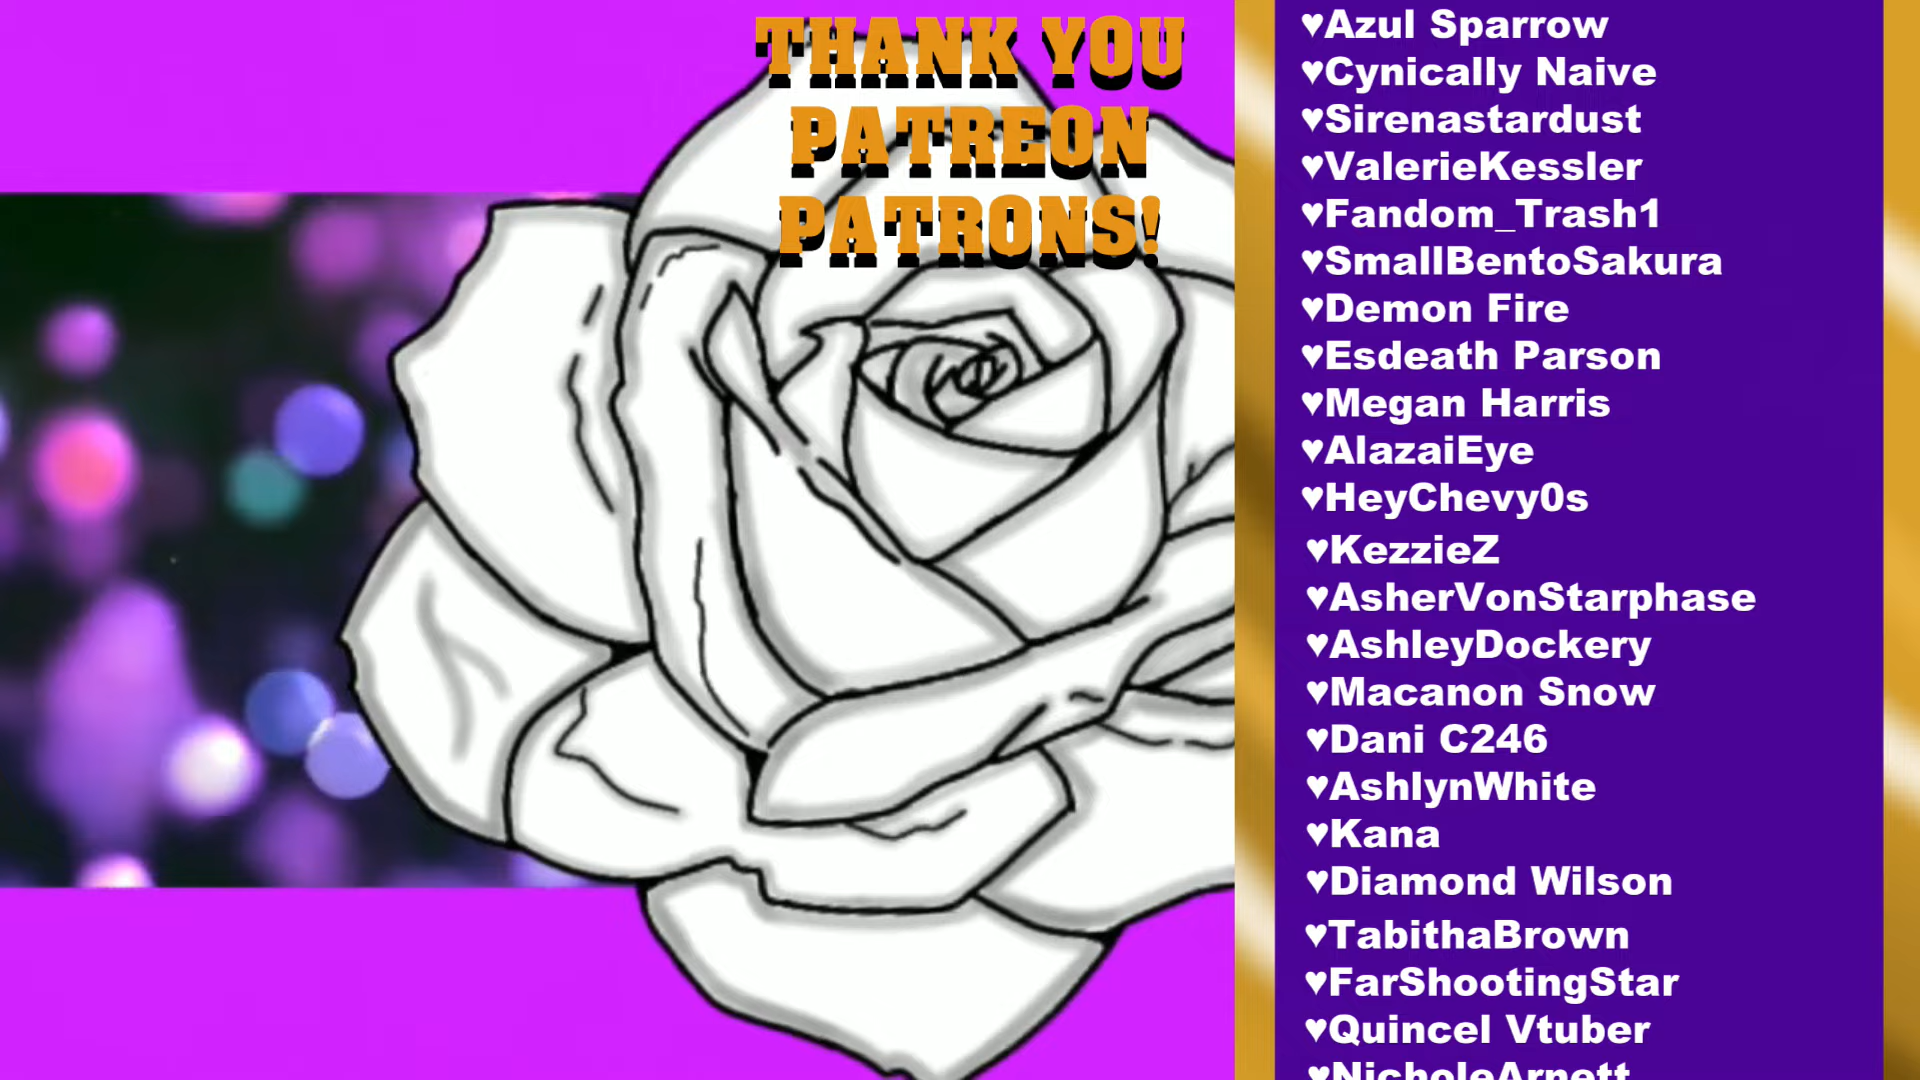 THANK YOU
PATREON
PATRONS!
♥Azul Sparrow
♥Cynically Naive
♥Sirenastardust
♥ValerieKessler
♥Fandom_Trash1
♥SmallBentoSakura
♥Demon Fire
♥Esdeath Parson
♥Megan Harris
♥AlazaiEye
♥HeyChevy0s
♥KezzieZ
♥AsherVonStarphase
♥AshleyDockery
♥Macanon Snow
♥Dani C246
♥AshlynWhite
♥Kana
♥Diamond Wilson
♥TabithaBrown
♥FarShootingStar
♥Quincel Vtuber
♥NicholeArnett